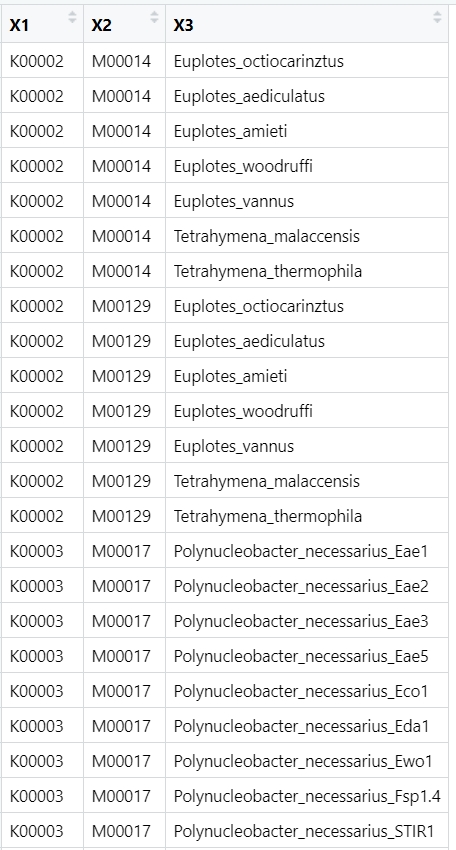 X1 X2 X3
K00002 M00014 Euplotes_octiocarinztus
K00002 M00014 Euplotes_aediculatus
K00002 M00014 Euplotes_amieti
K00002 M00014 Euplotes_woodruffi
K00002 M00014 Euplotes_vannus
K00002 M00014 Tetrahymena_malaccensis
K00002 M00014 Tetrahymena_thermophila
K00002 M00129 Euplotes_octiocarinztus
K00002 M00129 Euplotes_aediculatus
K00002 M00129 Euplotes_amieti
K00002 M00129 Euplotes_woodruffi
K00002 M00129 Euplotes_vannus
K00002 M00129 Tetrahymena_malaccensis
K00002 M00129 Tetrahymena_thermophila
K00003 M00017 Polynucleobacter_necessarius_Eae1
K00003 M00017 Polynucleobacter_necessarius_Eae2
K00003 M00017 Polynucleobacter_necessarius_Eae3
K00003 M00017 Polynucleobacter_necessarius_Eae5
K00003 M00017 Polynucleobacter_necessarius_Eco1
K00003 M00017 Polynucleobacter_necessarius_Eda1
K00003 M00017 Polynucleobacter_necessarius_Ewo1
K00003 M00017 Polynucleobacter_necessarius_Fsp1.4
K00003 M00017 Polynucleobacter_necessarius_STIR1